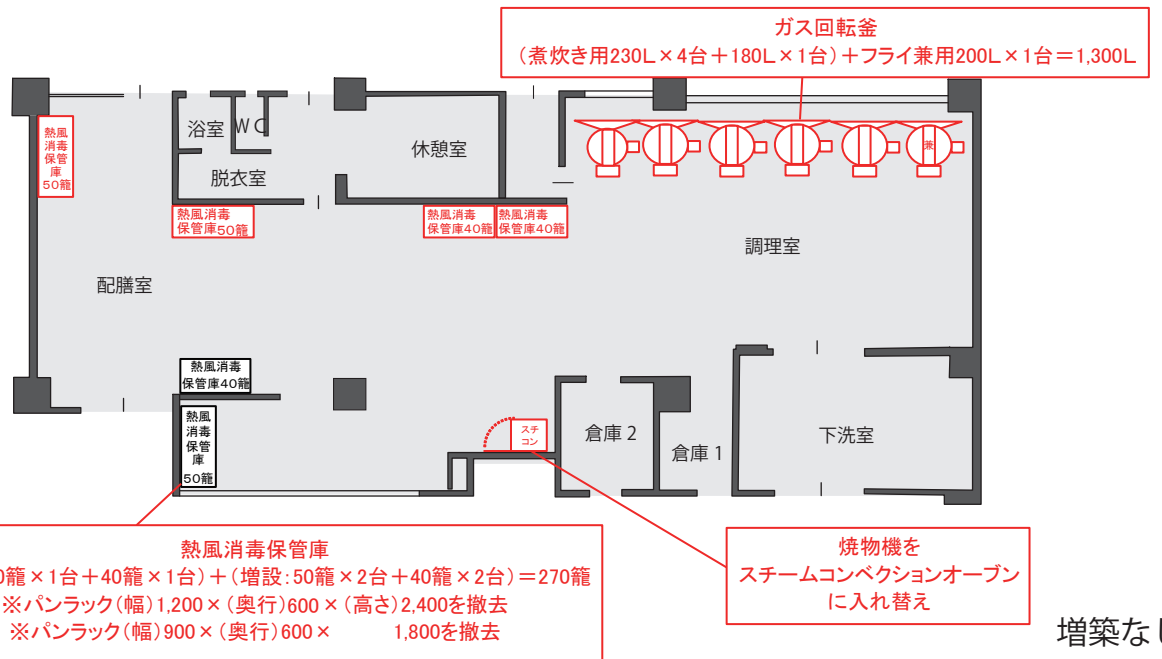 ガス回転釜
(煮炊き用230L×4台+180L×1台)+フライ兼用200L×1台=1,300L
熱風
消毒
保管
庫
50籠
浴室
WC
脱衣室
休憩室
兼
熱風消毒
保管庫50籠
熱風消毒
保管庫40籠
熱風消毒
保管庫40籠
調理室
配膳室
熱風消毒
保管庫40籠
熱風
消毒
保管
庫
50籠
スチ
コン
倉庫2
倉庫1
下洗室
熱風消毒保管庫
0籠×1台+40籠×1台)+(増設:50籠×2台+40籠×2台)=270籠
※パンラック(幅)1,200×(奥行)600×(高さ)2,400を撤去
※パンラック(幅)900×(奥行)600× 1,800を撤去
焼物機を
スチームコンベクションオーブン
に入れ替え
増築なし